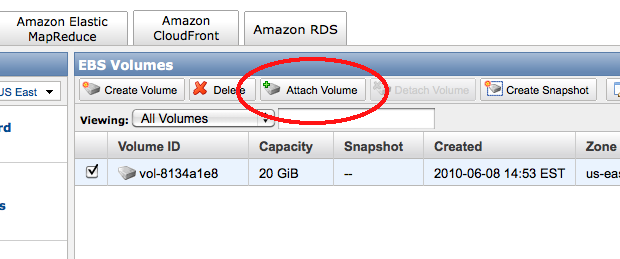 Amazon Elastic
MapReduce
Amazon
CloudFront
Amazon RDS
US East
EBS Volumes
Create Volume
Delete
Attach Volume
Detach Volume
Create Snapshot
Viewing: All Volumes
Volume ID Capacity Snapshot Created Zone
vol-8134a1e8 20 GiB -- 2010-06-08 14:53 EST us-eas
rd
s